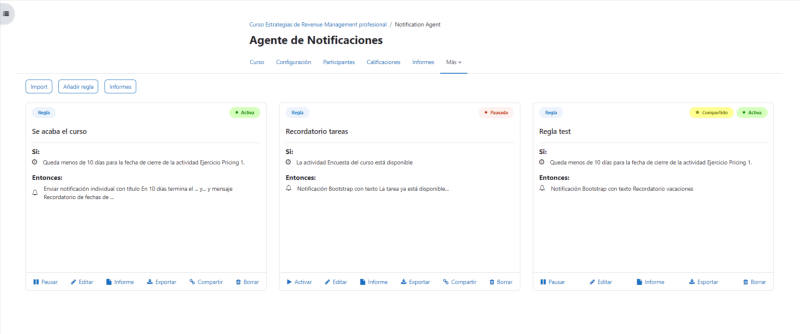 Curso Estrategias de Revenue Management profesional / Notification Agent
Agente de Notificaciones
Curso Configuración Participantes Calificaciones Informes Más
Import Añadir regla Informes
Regla Activa
Se acaba el curso
Si:
Queda menos de 10 días para la fecha de cierre de la actividad Ejercicio Pricing 1.
Entonces:
Enviar notificación individual con título En 10 días termina el ... y... y mensaje
Recordatorio de fechas de ...
Pausar Editar Informe Exportar Compartir Borrar
Regla Pausada
Recordatorio tareas
Si:
La actividad Encuesta del curso está disponible
Entonces:
Notificación Bootstrap con texto La tarea ya está disponible...
Activar Editar Informe Exportar Compartir Borrar
Regla Compartido Activa
Regla test
Si:
Queda menos de 10 días para la fecha de cierre de la actividad Ejercicio Pricing 1.
Entonces:
Notificación Bootstrap con texto Recordatorio vacaciones
Pausar Editar Informe Exportar Borrar